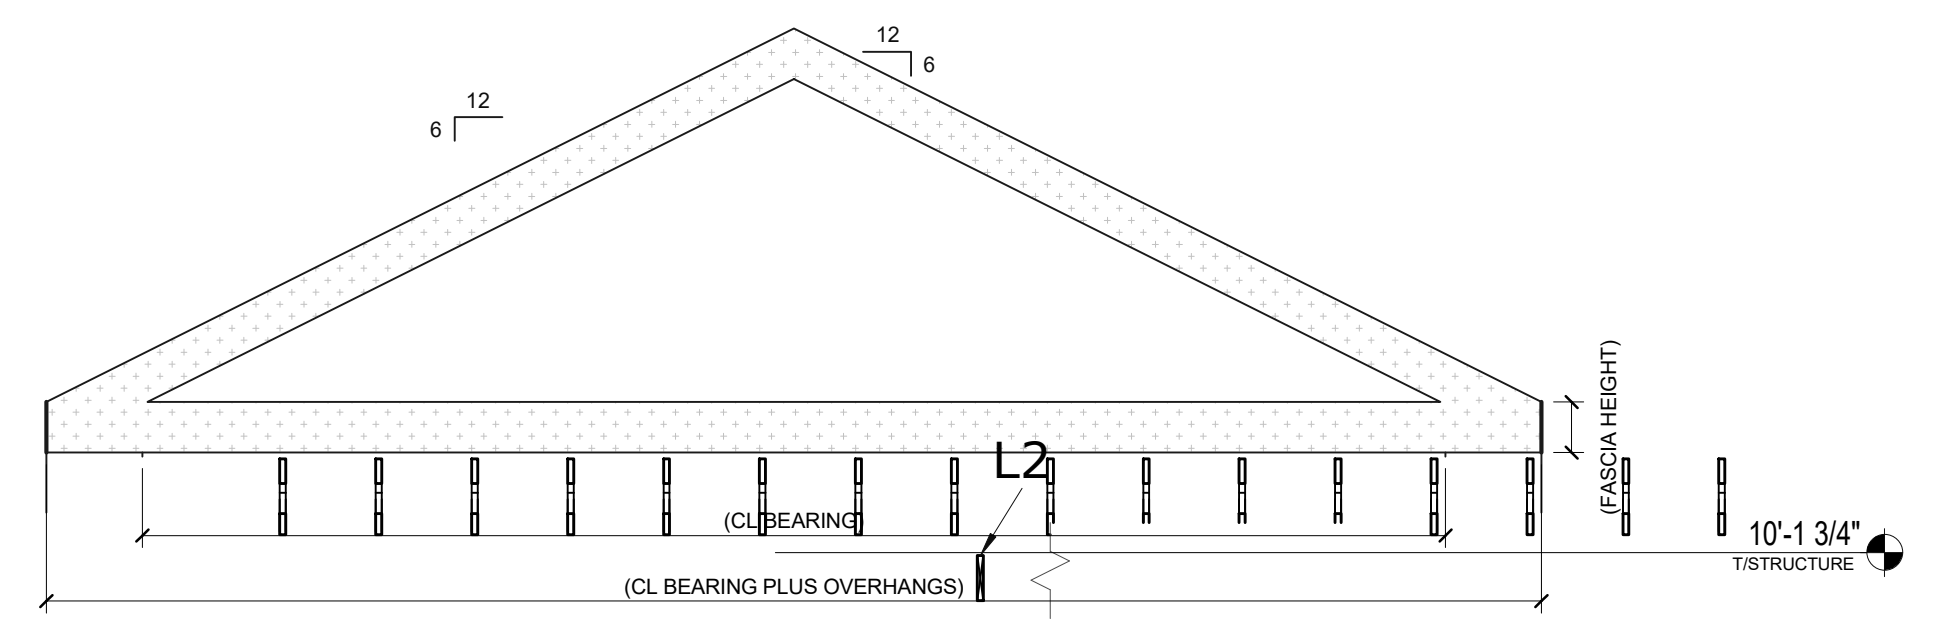 12
6
12
6
(FASCIA HEIGHT)
L2
(CL BEARING)
10'-1 3/4"
T/STRUCTURE
(CL BEARING PLUS OVERHANGS)